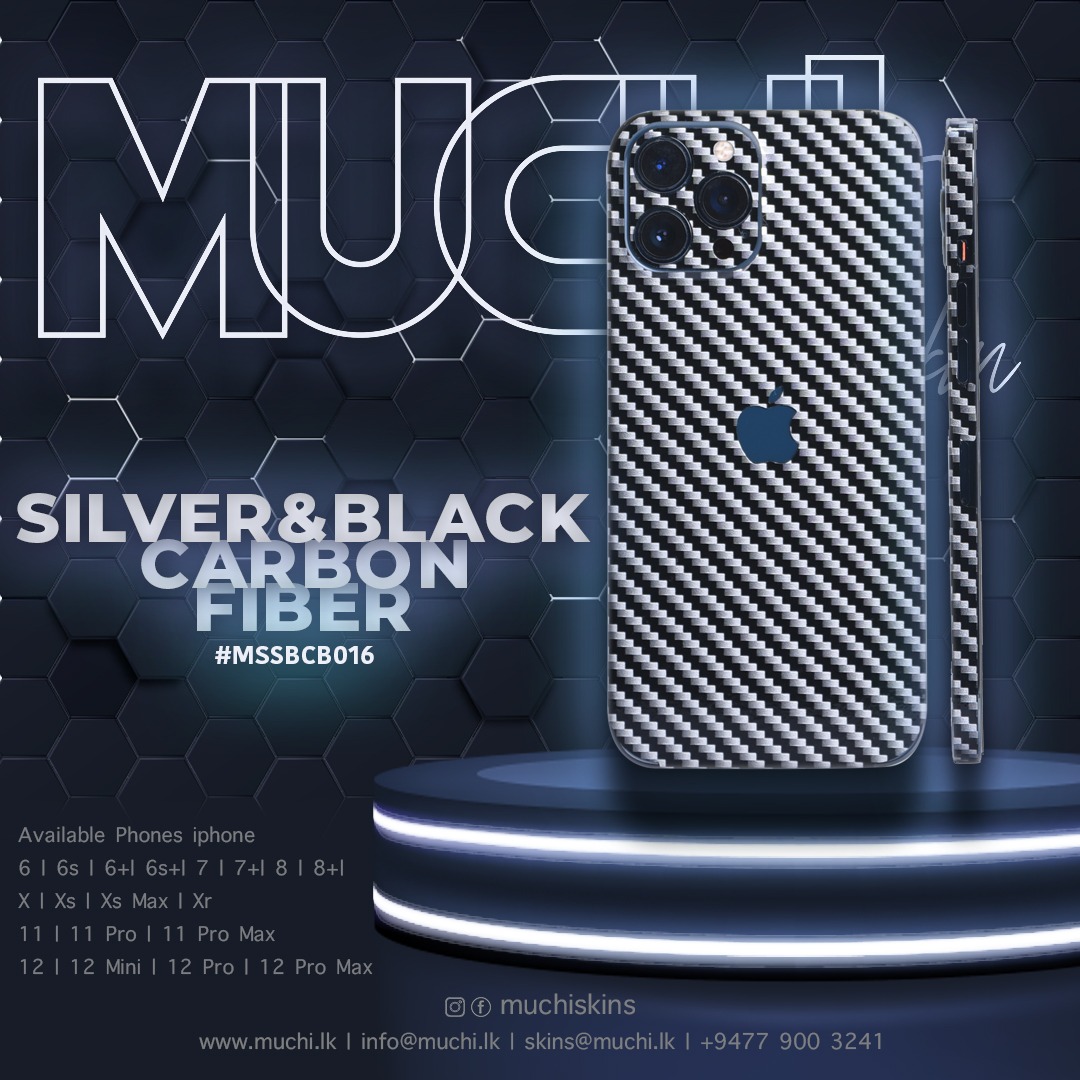 MUCHI
SILVER&BLACK
CARBON
FIBER
#MSSBCB016
Available Phones iphone
6 l 6s l 6+l 6s+l 7 l 7+l 8 l 8+l
X l Xs l Xs Max l Xr
11 l 11 Pro l 11 Pro Max
12 l 12 Mini l 12 Pro l 12 Pro Max
muchiskins
www.muchi.lk l info@muchi.lk l skins@muchi.lk l +9477 900 3241